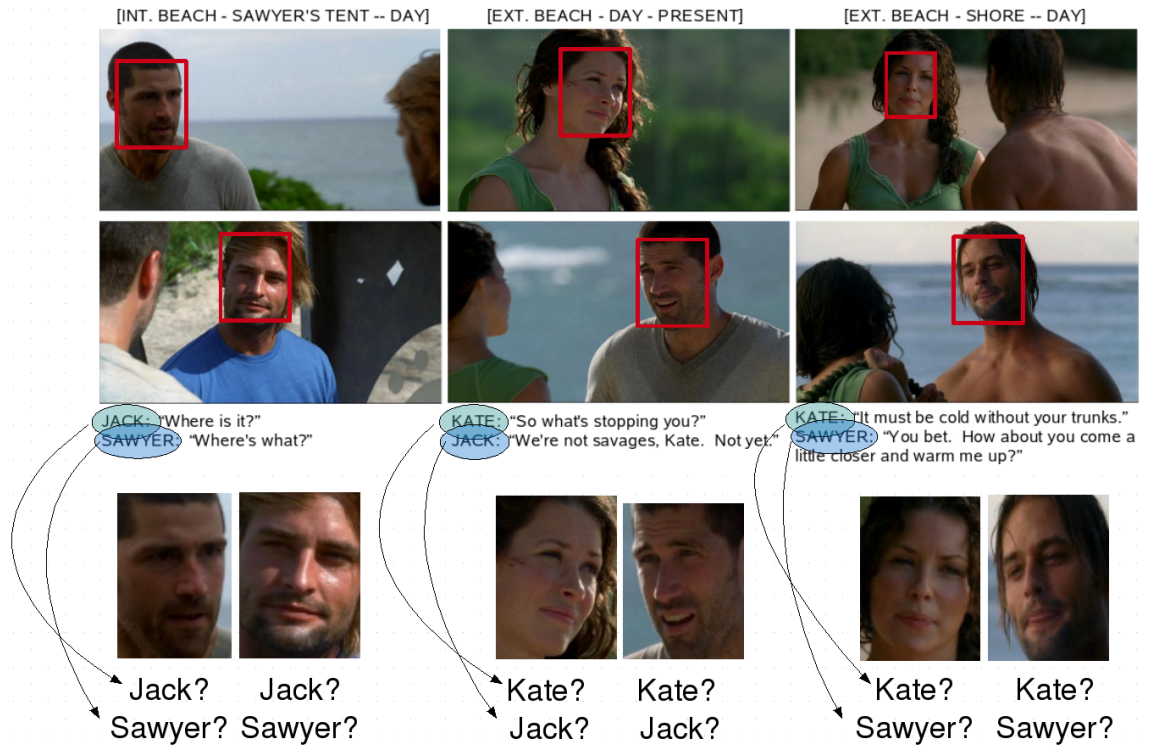 [INT. BEACH - SAWYER'S TENT -- DAY]
[EXT. BEACH - DAY - PRESENT]
[EXT. BEACH - SHORE -- DAY]
JACK: “Where is it?”
SAWYER: “Where's what?”
KATE: “So what's stopping you?”
JACK: “We're not savages, Kate. Not yet.”
KATE: “It must be cold without your trunks.”
SAWYER: “You bet. How about you come a
little closer and warm me up?”
Jack? Jack?
Sawyer? Sawyer?
Kate? Kate?
Jack? Jack?
Kate? Kate?
Sawyer? Sawyer?